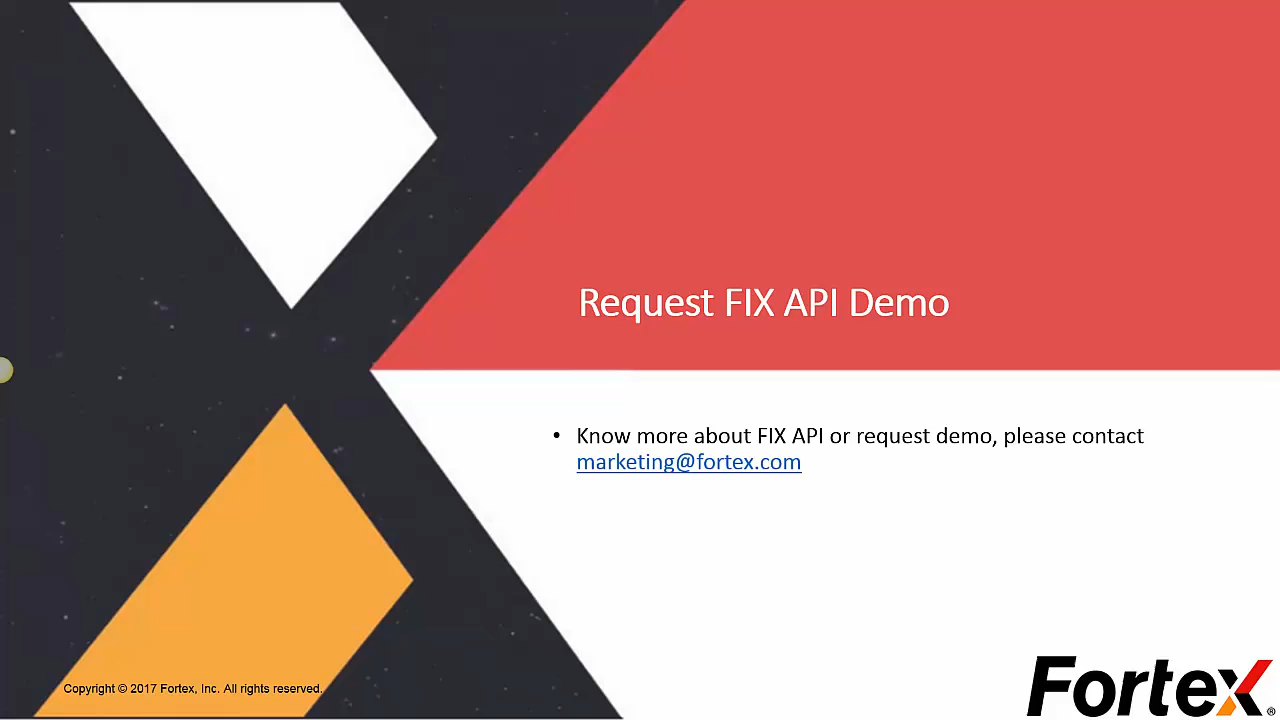 Request FIX API Demo
• Know more about FIX API or request demo, please contact
marketing@fortex.com
Copyright © 2017 Fortex, Inc. All rights reserved.
Fortex®